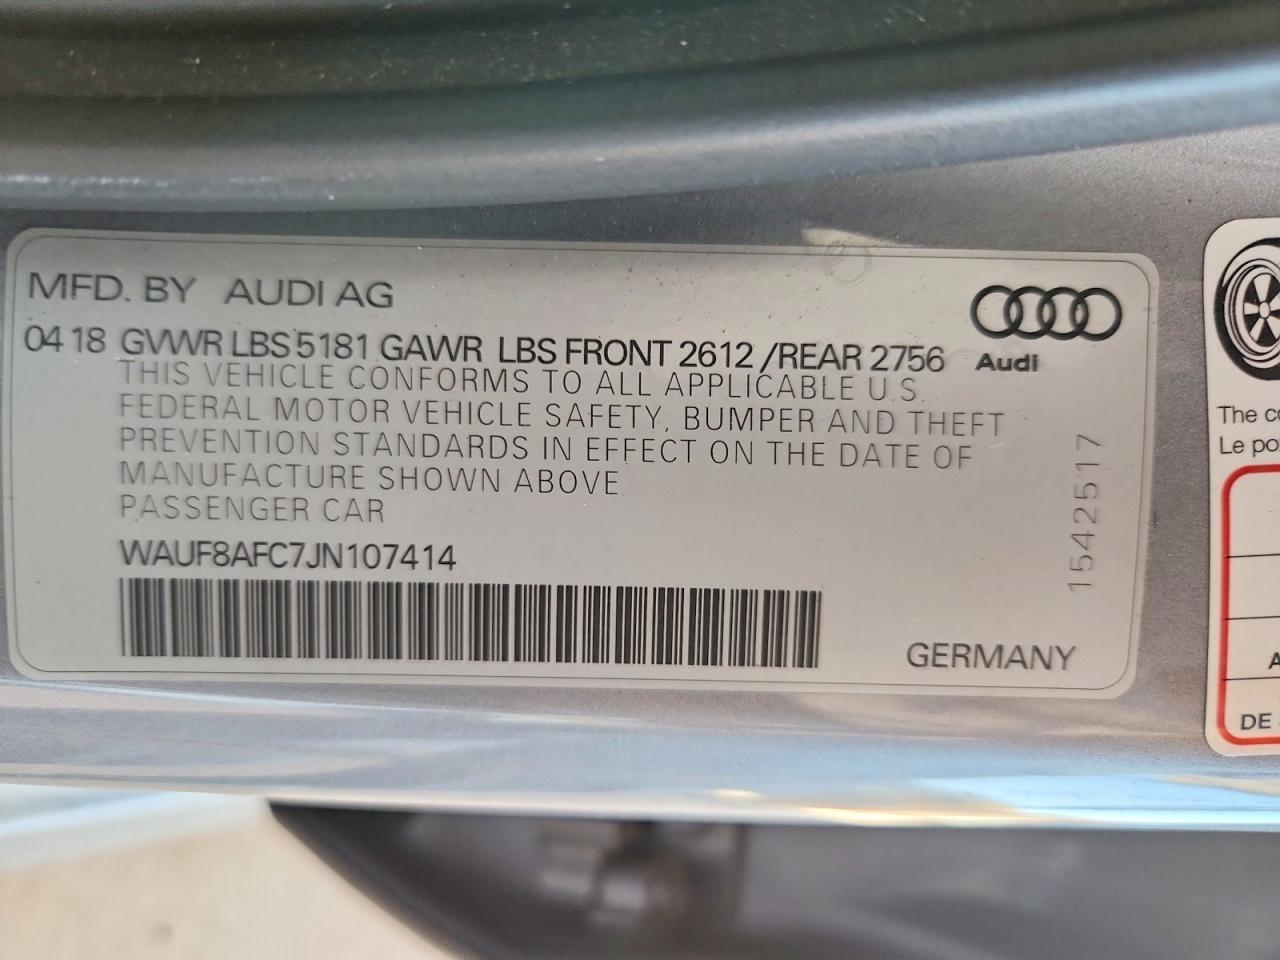 MFD. BY AUDI AG
04 18 GVWR LBS 5181 GAWR LBS FRONT 2612 /REAR 2756
Audi
THIS VEHICLE CONFORMS TO ALL APPLICABLE U.S.
FEDERAL MOTOR VEHICLE SAFETY, BUMPER AND THEFT
PREVENTION STANDARDS IN EFFECT ON THE DATE OF
MANUFACTURE SHOWN ABOVE
PASSENGER CAR
WAUF8AFC7JN107414
1542517
GERMANY
The
Le
DE